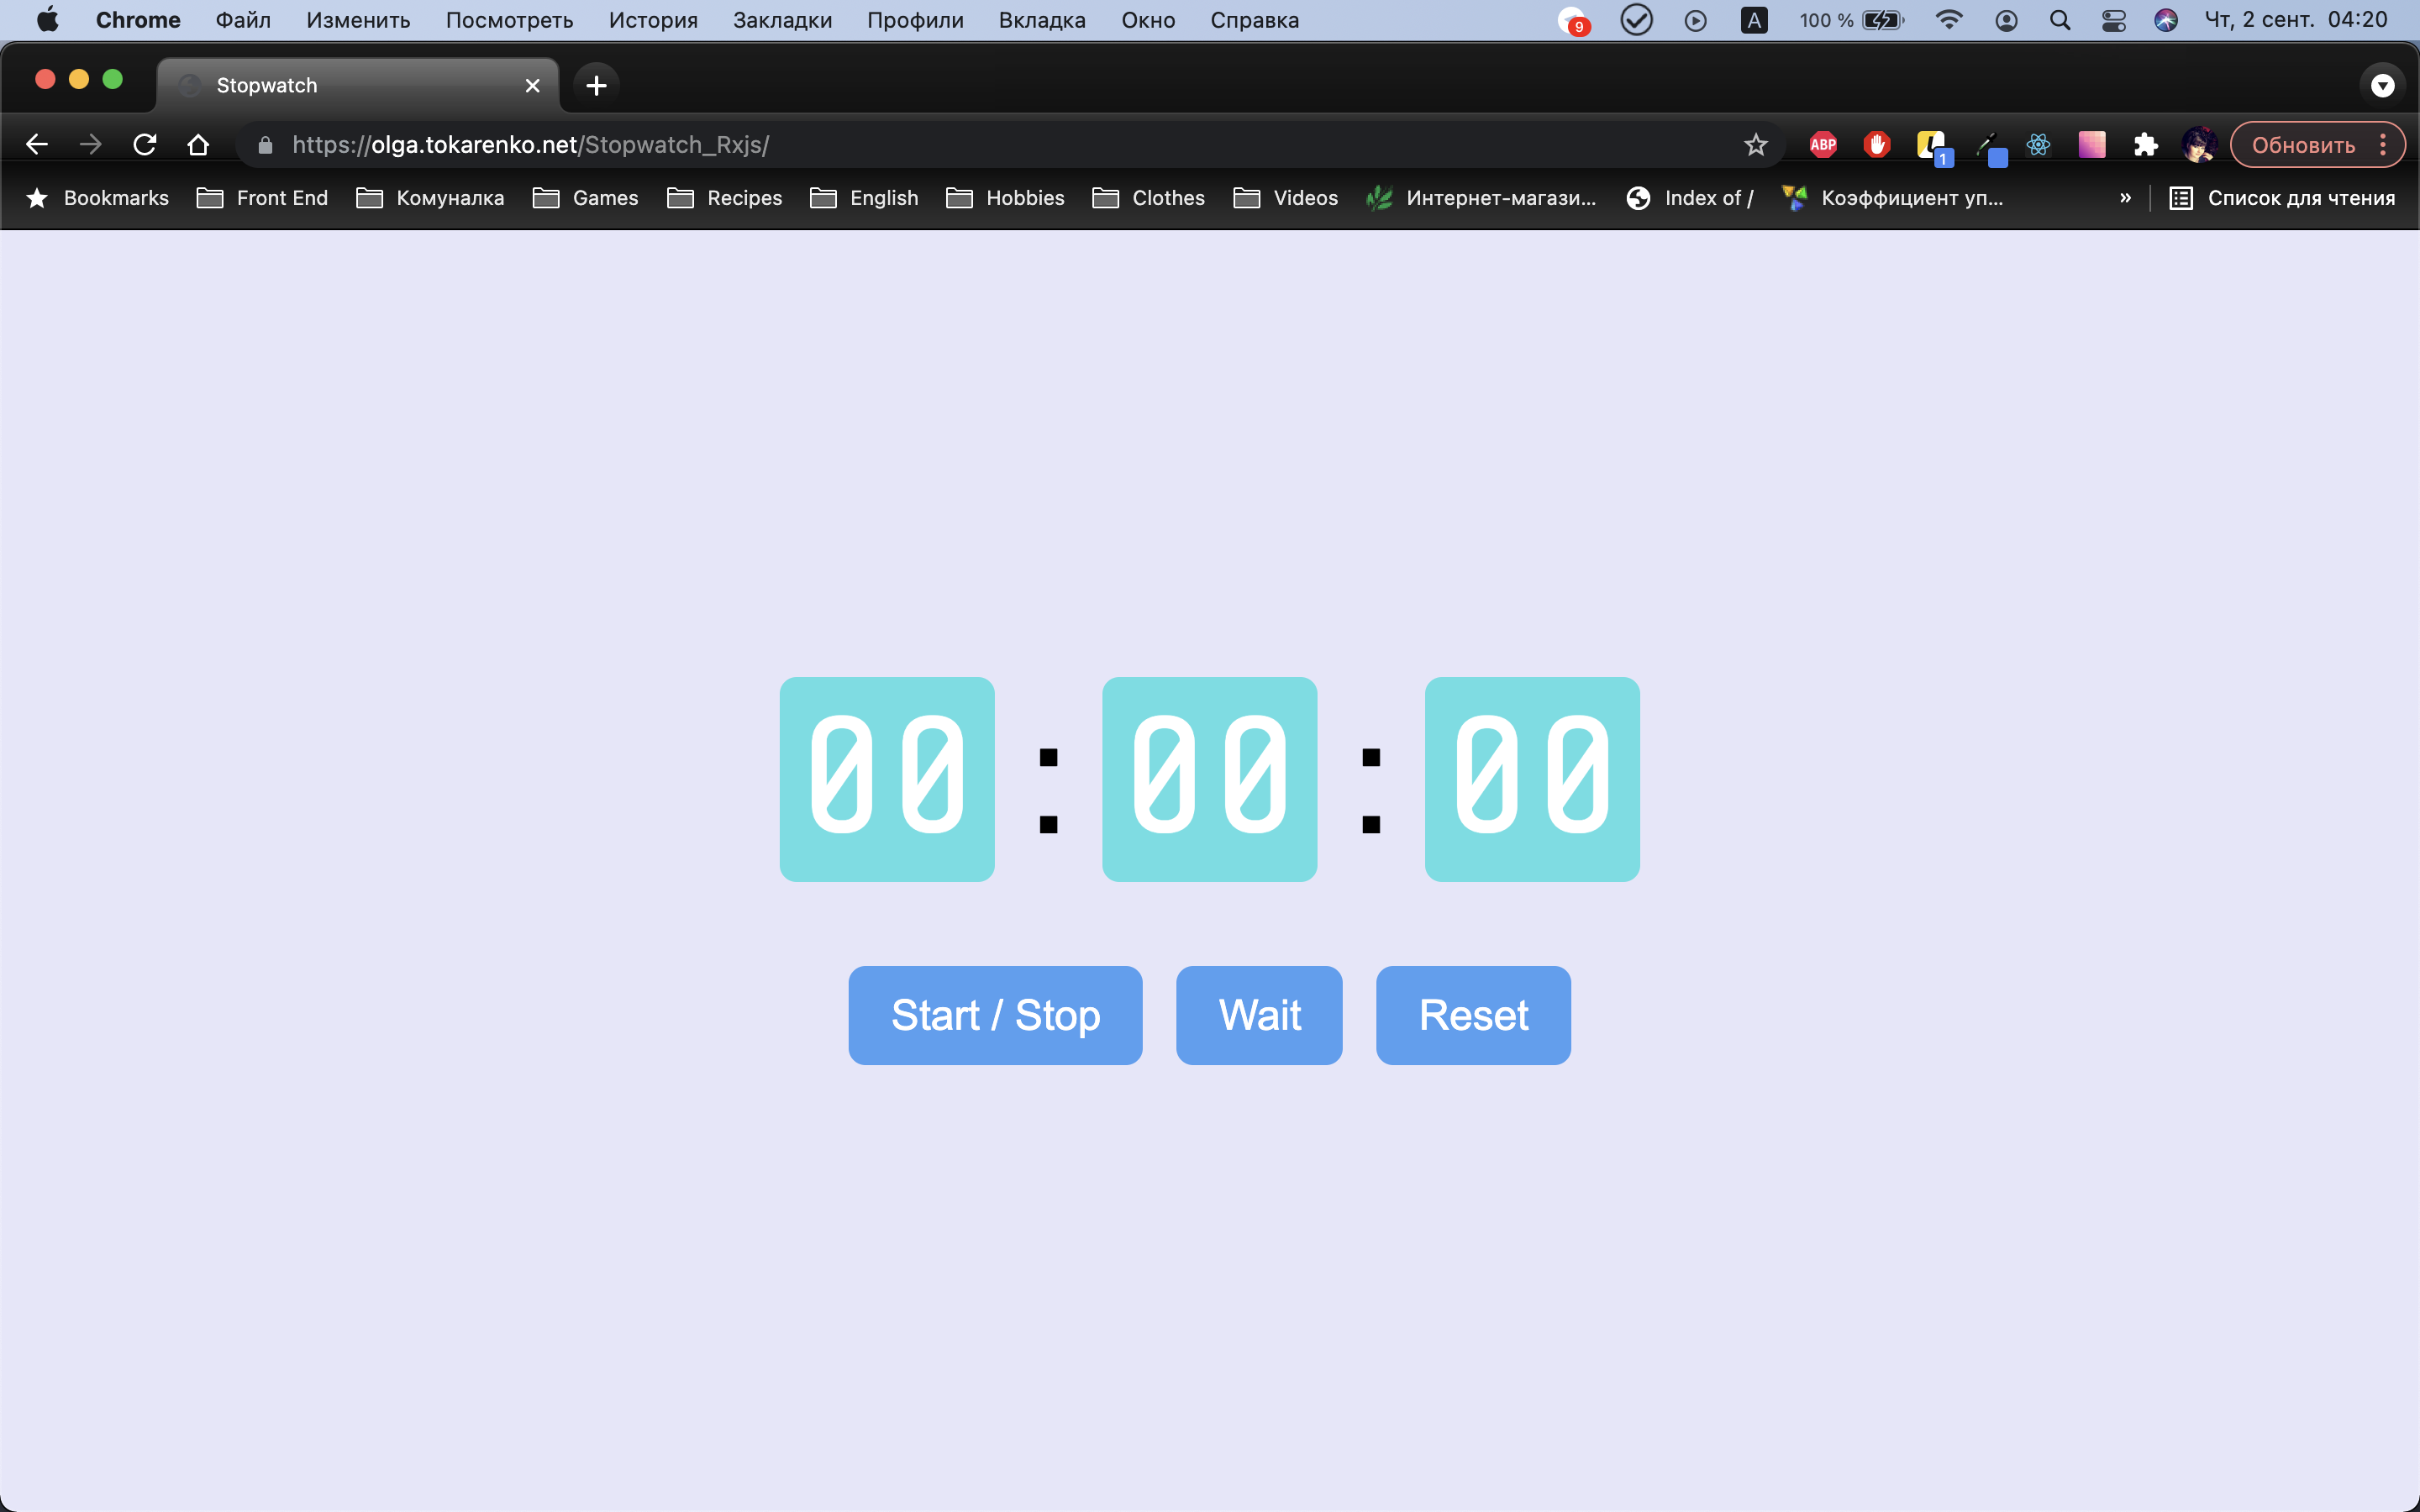 Chrome Файл Изменить Посмотреть История Закладки Профили Вкладка Окно Справка 9 A 100 % Чт, 2 сент. 04:20
Stopwatch
https://olga.tokarenko.net/Stopwatch_Rxjs/ ABP 1 Обновить
Bookmarks Front End Комуналка Games Recipes English Hobbies Clothes Videos Интернет-магази... Index of / Коэффициент уп... » Список для чтения
00 : 00 : 00
Start / Stop Wait Reset